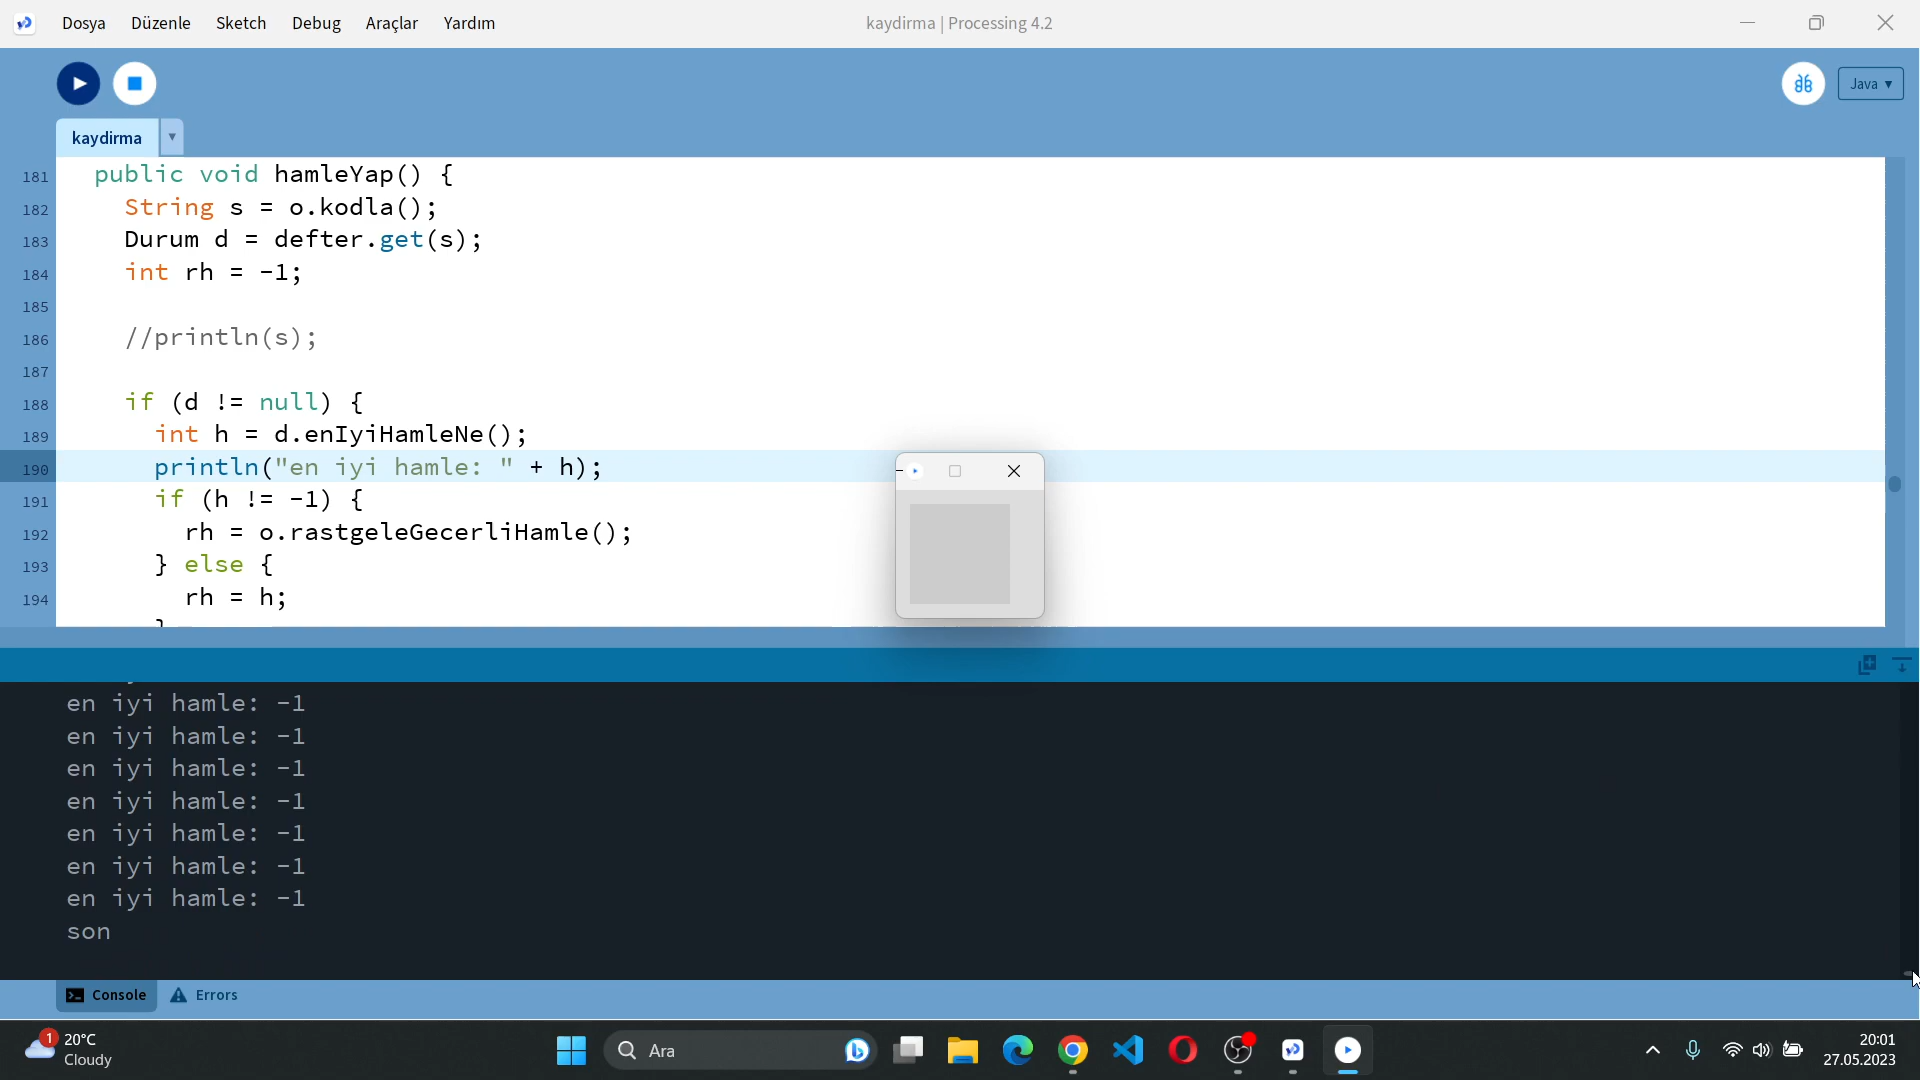 Dosya Düzenle Sketch Debug Araçlar Yardım
kaydirma | Processing 4.2
Java
kaydirma
181 public void hamleYap() {
182 String s = o.kodla();
183 Durum d = defter.get(s);
184 int rh = -1;
185
186 //println(s);
187
188 if (d != null) {
189 int h = d.enIyiHamleNe();
190 println("en iyi hamle: " + h);
191 if (h != -1) {
192 rh = o.rastgeleGecerliHamle();
193 } else {
194 rh = h;
en iyi hamle: -1
en iyi hamle: -1
en iyi hamle: -1
en iyi hamle: -1
en iyi hamle: -1
en iyi hamle: -1
en iyi hamle: -1
son
Console Errors
1
20°C
Cloudy
Ara
20:01
27.05.2023